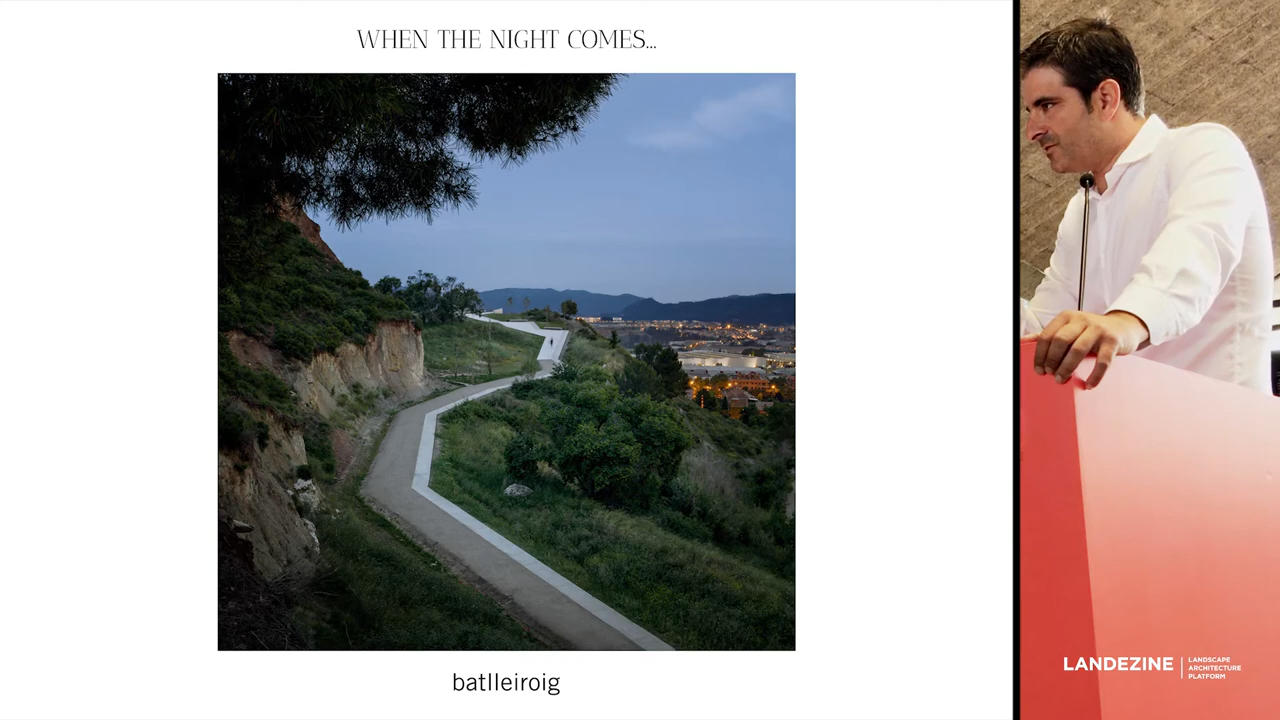 WHEN THE NIGHT COMES...
batlleiroig
LANDEZINE
LANDSCAPE
ARCHITECTURE
PLATFORM